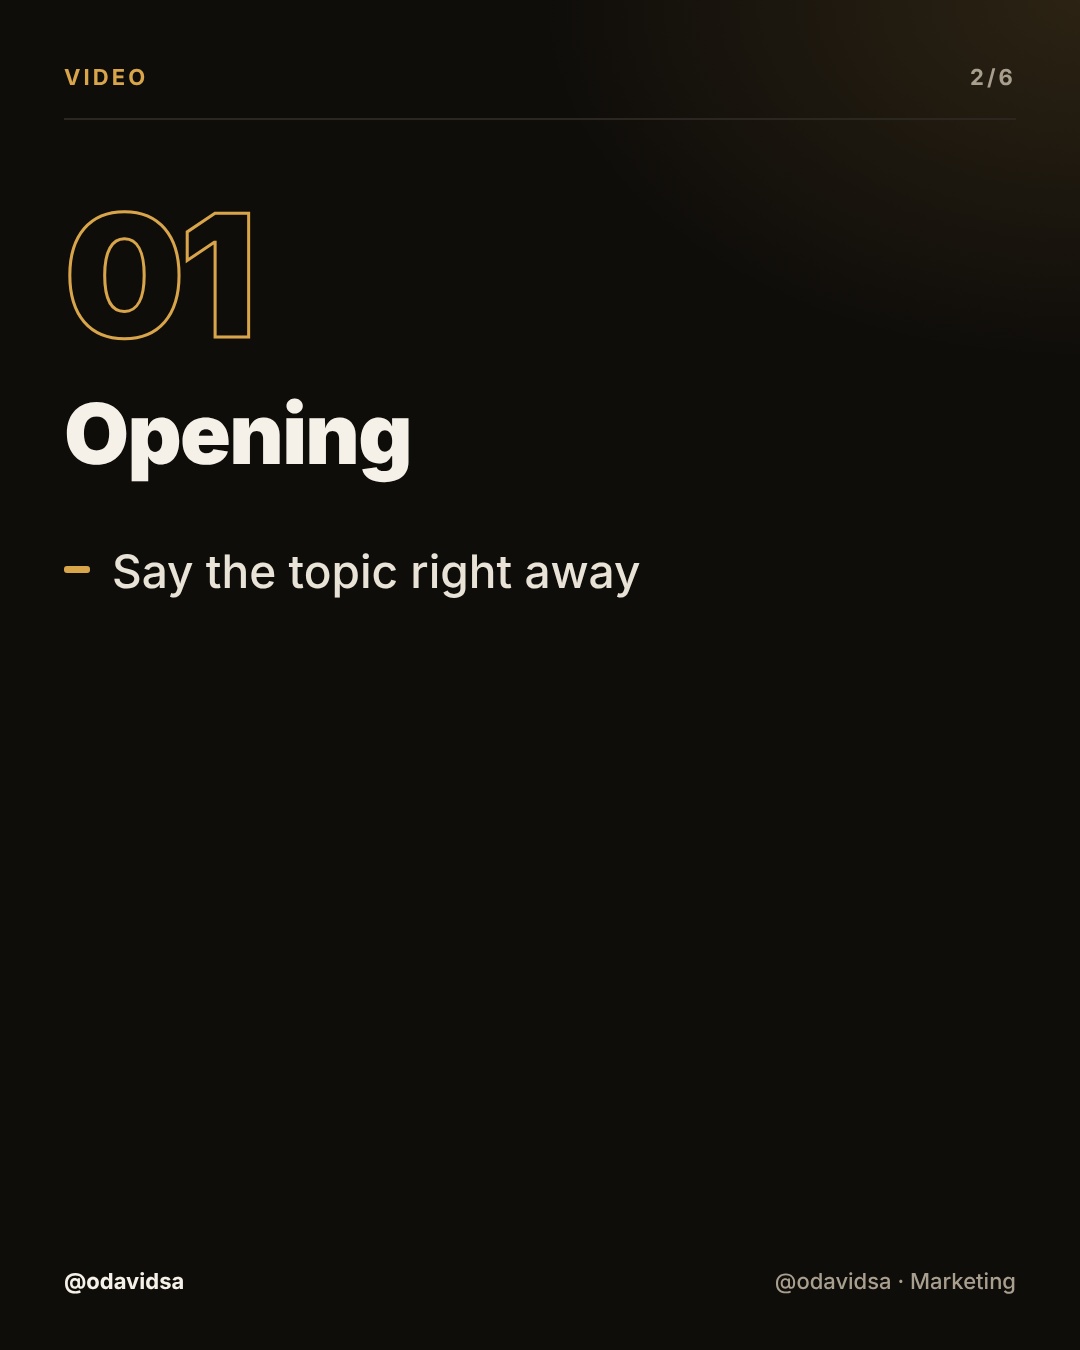 VIDEO
2/6
01
Opening
Say the topic right away
@odavidsa
@odavidsa · Marketing